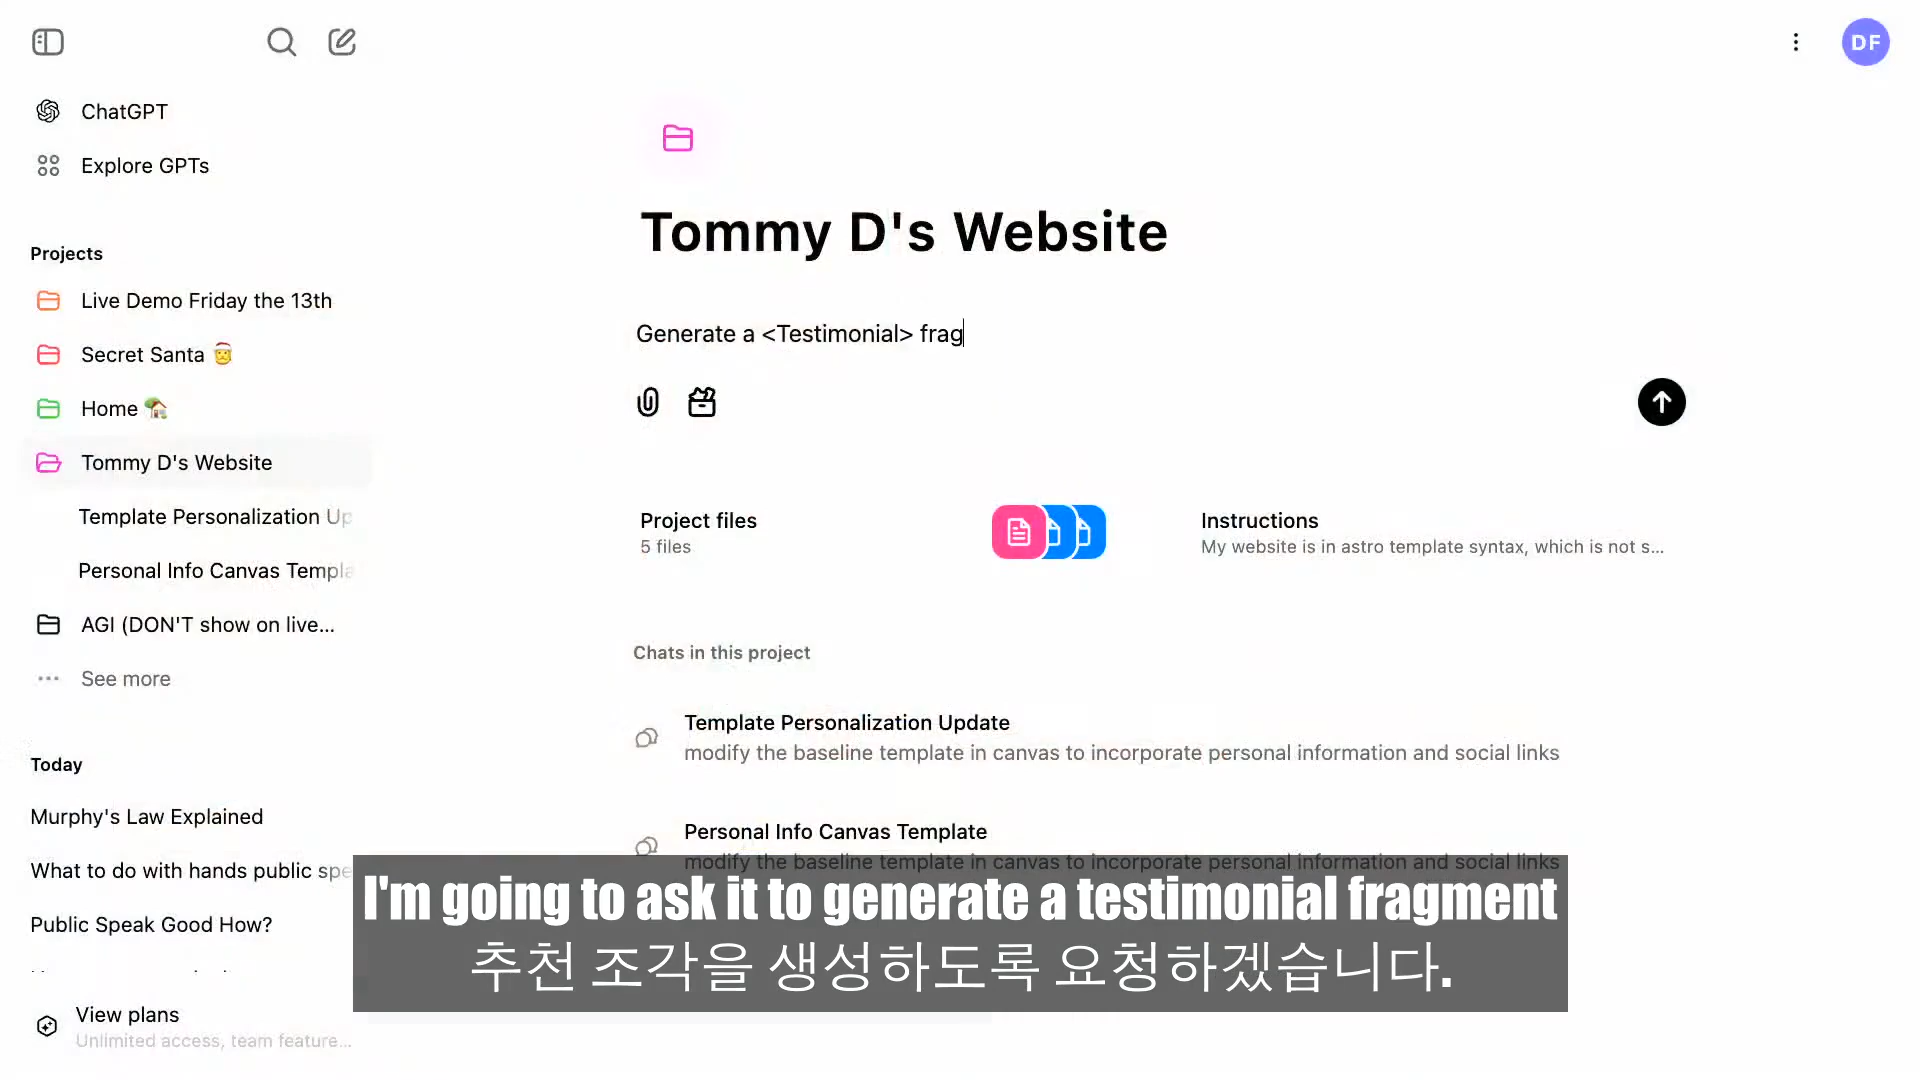 DF
ChatGPT
Explore GPTs
Projects
Live Demo Friday the 13th
Secret Santa 🎅
Home 🏡
Tommy D's Website
Template Personalization Up
Personal Info Canvas Templa
AGI (DON'T show on live...
See more
Today
Murphy's Law Explained
What to do with hands public spe
Public Speak Good How?
View plans
Unlimited access, team feature...
Tommy D's Website
Generate a <Testimonial> frag
Project files
5 files
Instructions
My website is in astro template syntax, which is not s...
Chats in this project
Template Personalization Update
modify the baseline template in canvas to incorporate personal information and social links
Personal Info Canvas Template
modify the baseline template in canvas to incorporate personal information and social links
I'm going to ask it to generate a testimonial fragment
추천 조각을 생성하도록 요청하겠습니다.